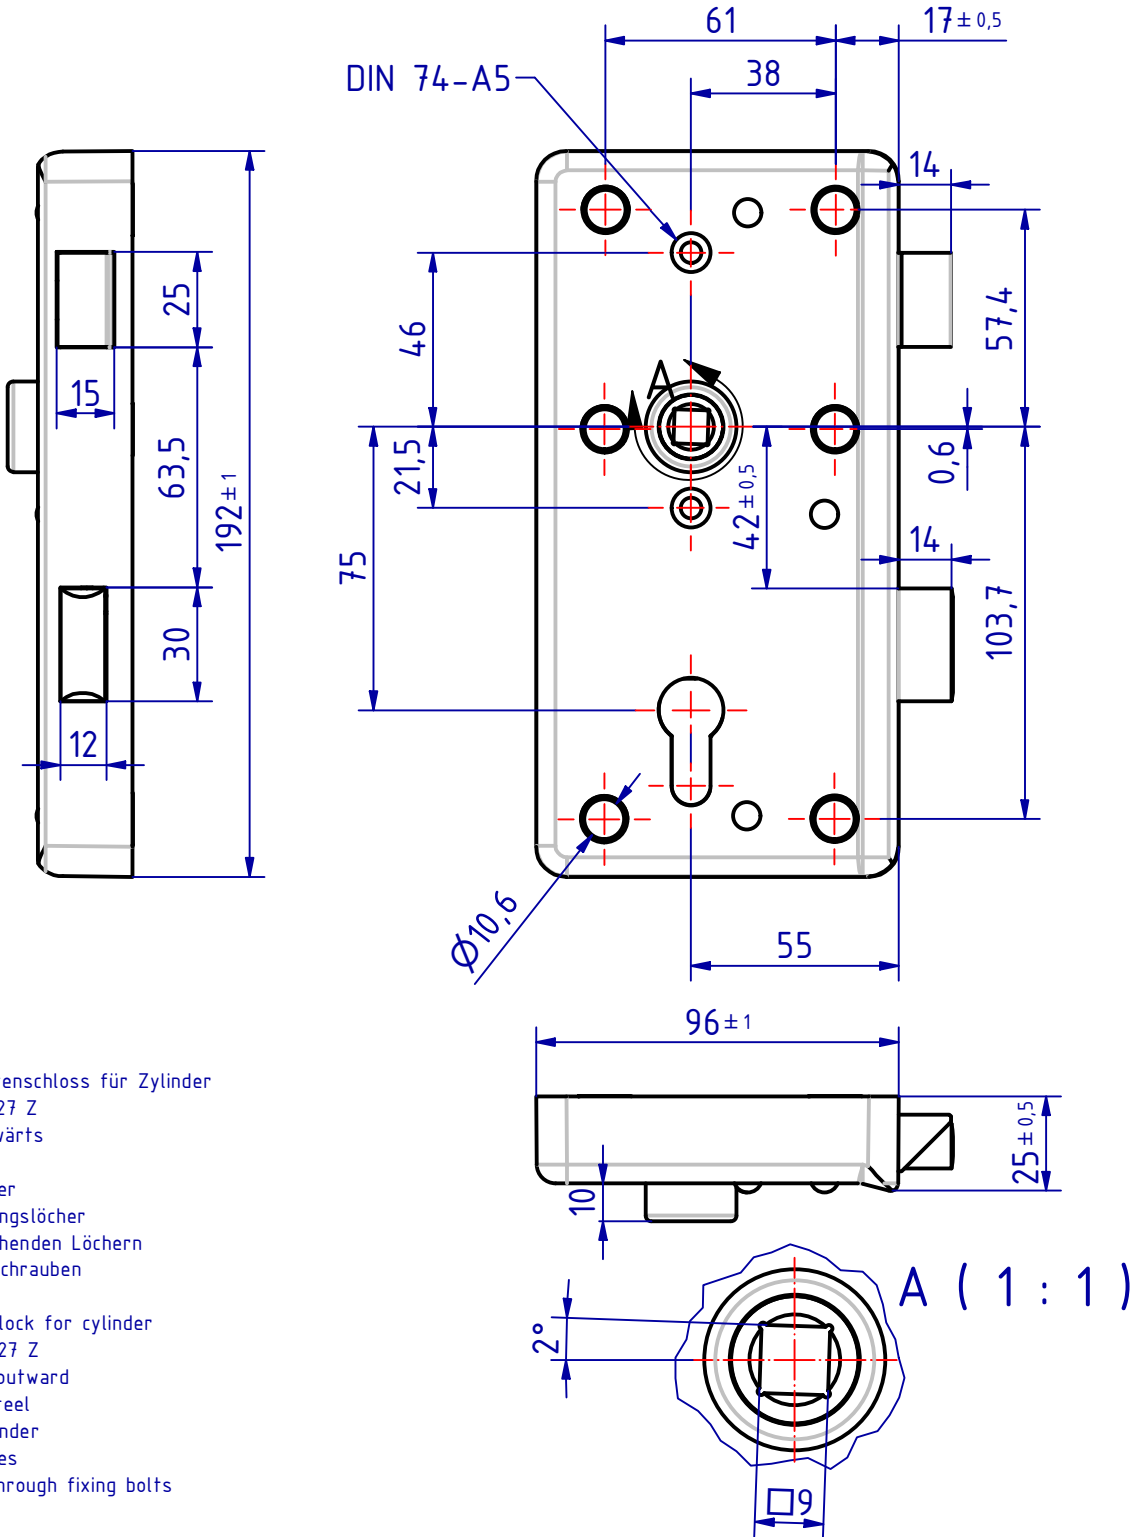 61
17 ± 0,5
DIN 74-A5
38
14
25
46
57,4
A
15
63,5
21,5
0,6
192 ± 1
42 ± 0,5
75
14
103,7
30
12
Ø10,6
55
96 ± 1
enschloss für Zylinder
27 Z
wärts
er
ngslöcher
henden Löchern
chrauben
lock for cylinder
27 Z
outward
reel
nder
es
hrough fixing bolts
25 ± 0,5
10
A ( 1 : 1 )
2°
□9